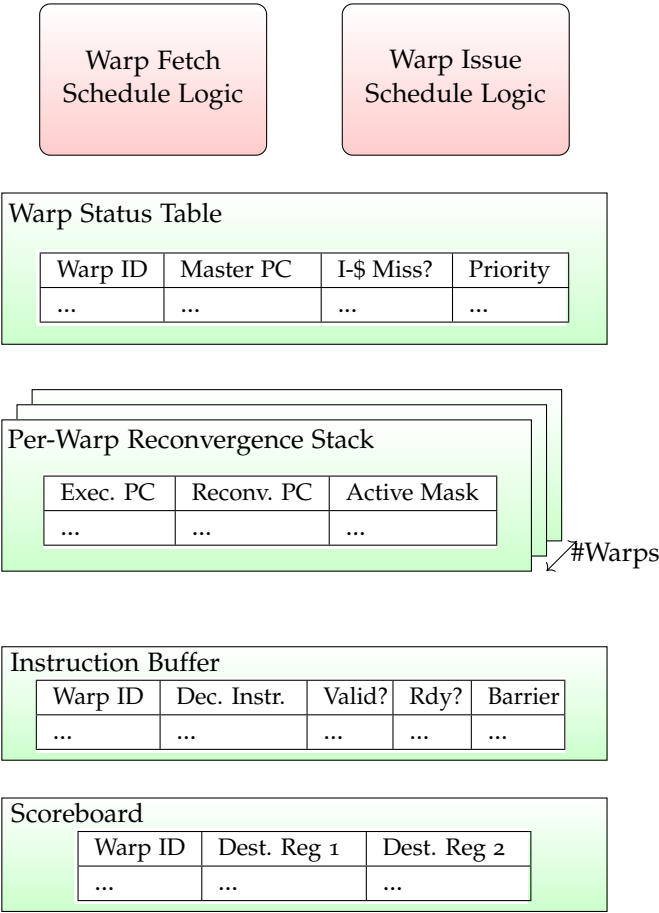 Warp Fetch
Schedule Logic
Warp Issue
Schedule Logic
Warp Status Table
Warp ID Master PC I-$ Miss? Priority
... ... ... ...
Per-Warp Reconvergence Stack
Exec. PC Reconv. PC Active Mask
... ... ...
#Warps
Instruction Buffer
Warp ID Dec. Instr. Valid? Rdy? Barrier
... ... ... ... ...
Scoreboard
Warp ID Dest. Reg 1 Dest. Reg 2
... ... ...